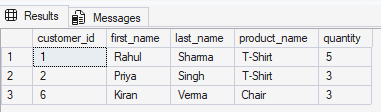 Results Messages
customer_id first_name last_name product_name quantity
1 1 Rahul Sharma T-Shirt 5
2 2 Priya Singh T-Shirt 3
3 6 Kiran Verma Chair 3